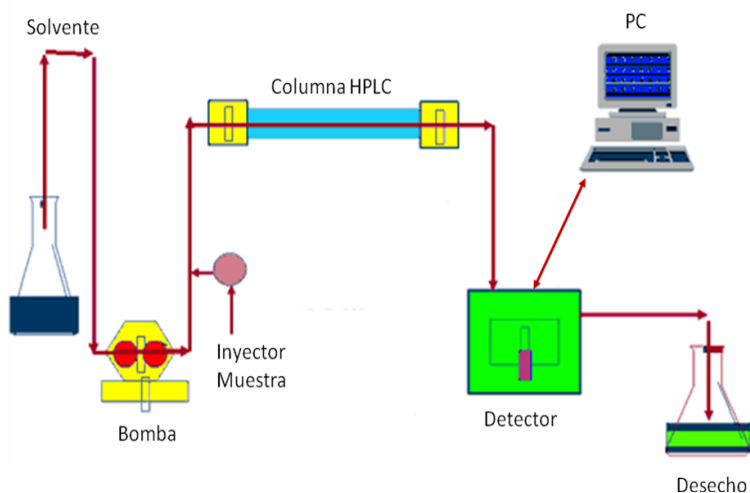 Solvente
PC
Columna HPLC
Inyector
Muestra
Bomba
Detector
Desecho